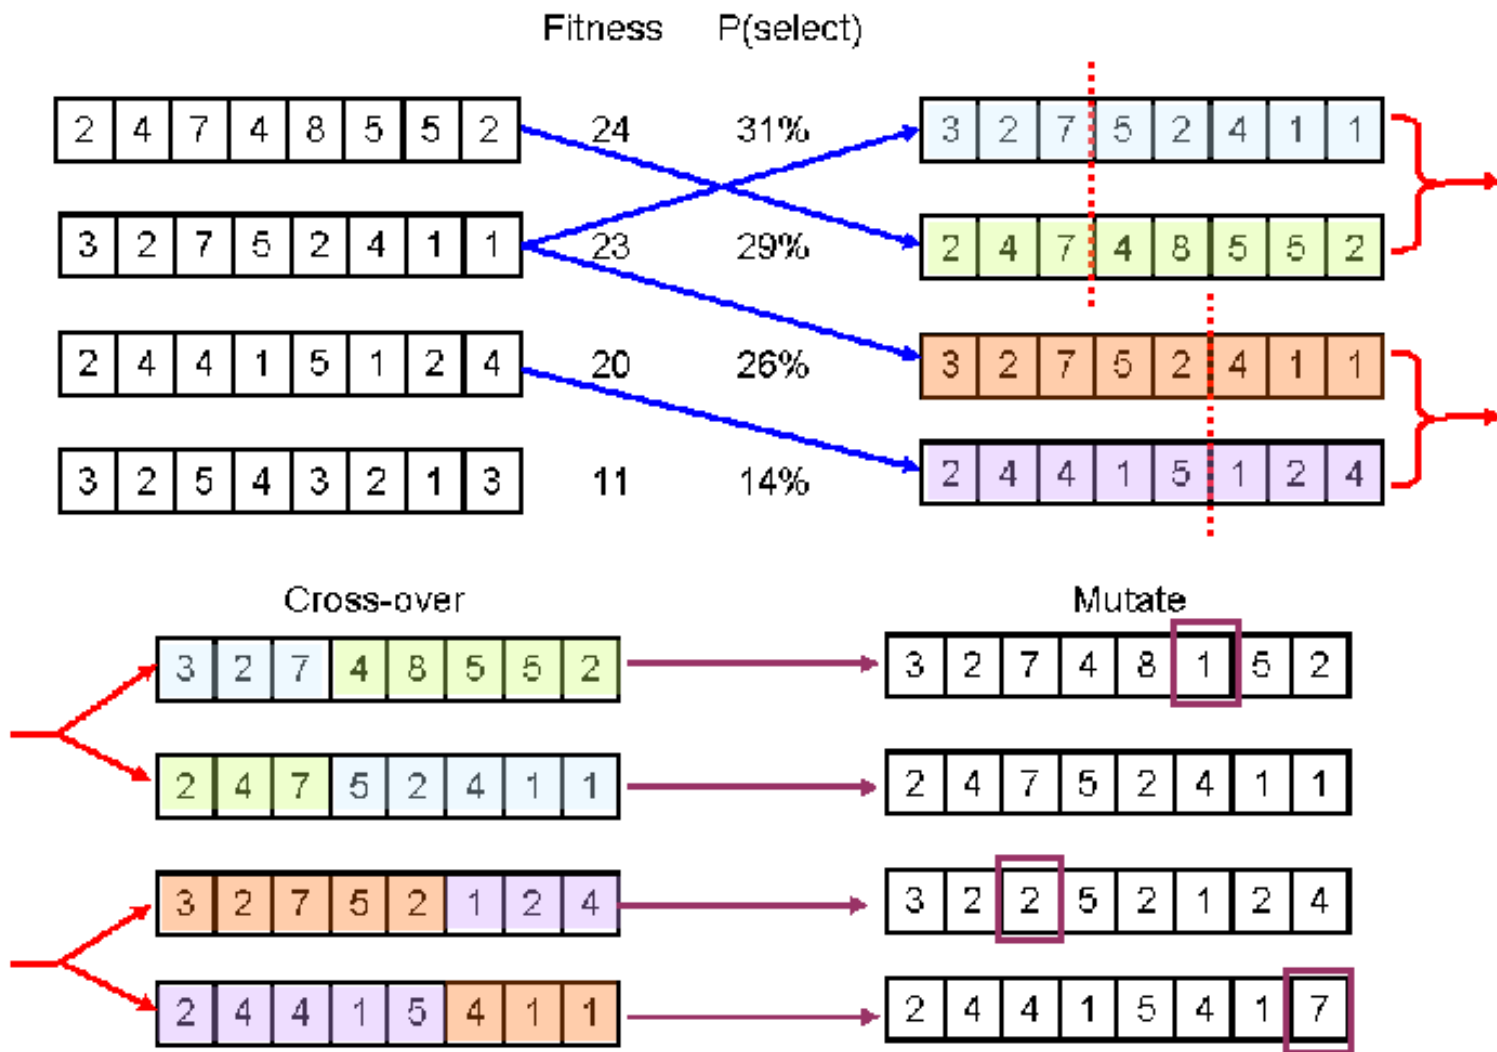 Fitness P(select)
2 4 7 4 8 5 5 2 24 31% 3 2 7 5 2 4 1 1
3 2 7 5 2 4 1 1 23 29% 2 4 7 4 8 5 5 2
2 4 4 1 5 1 2 4 20 26% 3 2 7 5 2 4 1 1
3 2 5 4 3 2 1 3 11 14% 2 4 4 1 5 1 2 4
Cross-over Mutate
3 2 7 4 8 5 5 2 3 2 7 4 8 1 5 2
2 4 7 5 2 4 1 1 2 4 7 5 2 4 1 1
3 2 7 5 2 1 2 4 3 2 2 5 2 1 2 4
2 4 4 1 5 4 1 1 2 4 4 1 5 4 1 7